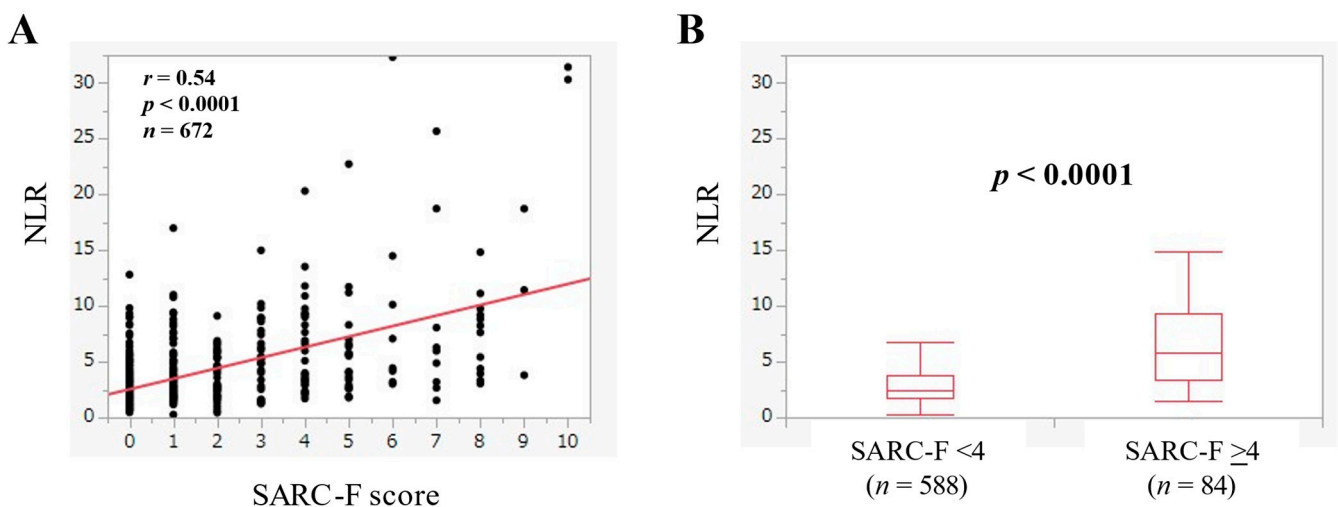 A
r = 0.54
p < 0.0001
n = 672
30
25
20
15
10
5
0
NLR
0 1 2 3 4 5 6 7 8 9 10
SARC-F score
B
30
25
20
15
10
5
0
NLR
p < 0.0001
SARC-F <4
(n = 588)
SARC-F ≥4
(n = 84)